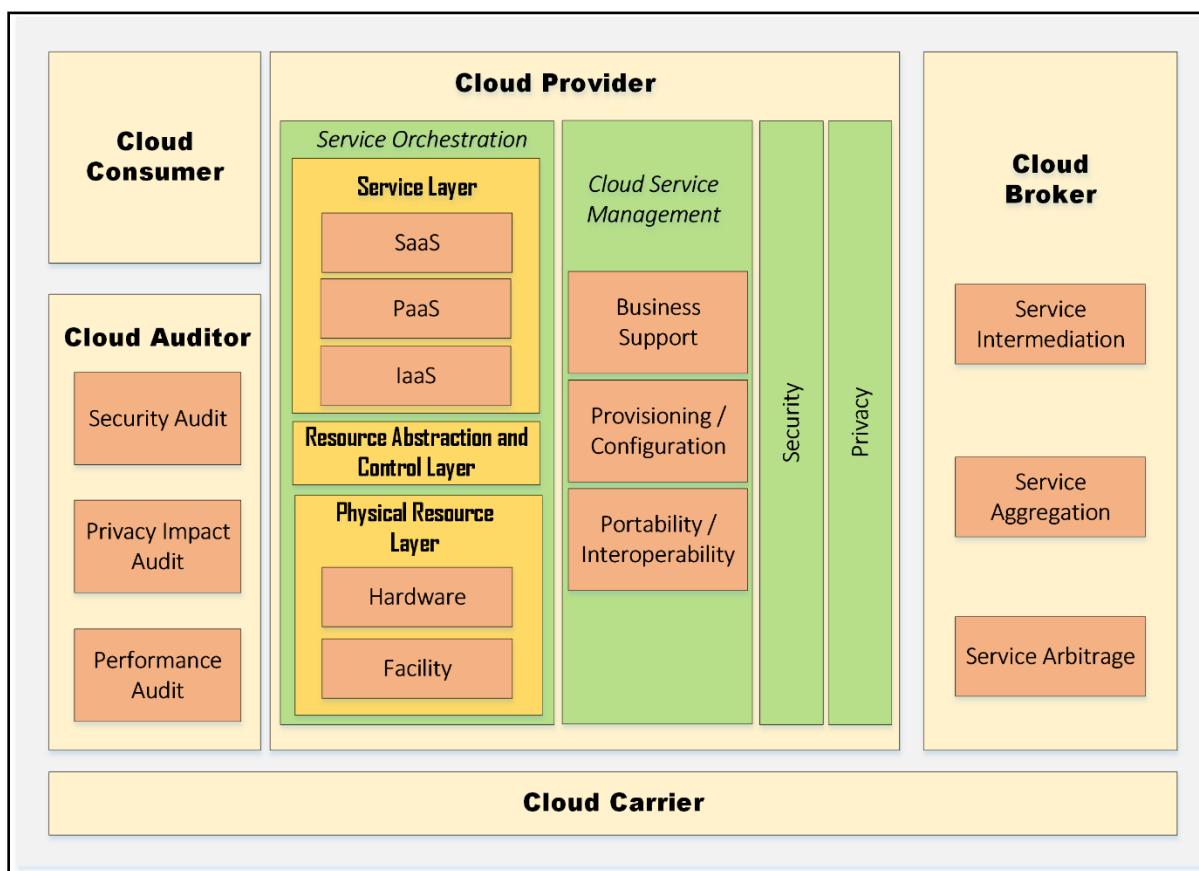 Cloud
Consumer
Cloud Auditor
Security Audit
Privacy Impact
Audit
Performance
Audit
Cloud Provider
Service Orchestration
Service Layer
SaaS
PaaS
IaaS
Resource Abstraction and
Control Layer
Physical Resource
Layer
Hardware
Facility
Cloud Service
Management
Business
Support
Provisioning /
Configuration
Portability /
Interoperability
Security
Privacy
Cloud
Broker
Service
Intermediation
Service
Aggregation
Service Arbitrage
Cloud Carrier